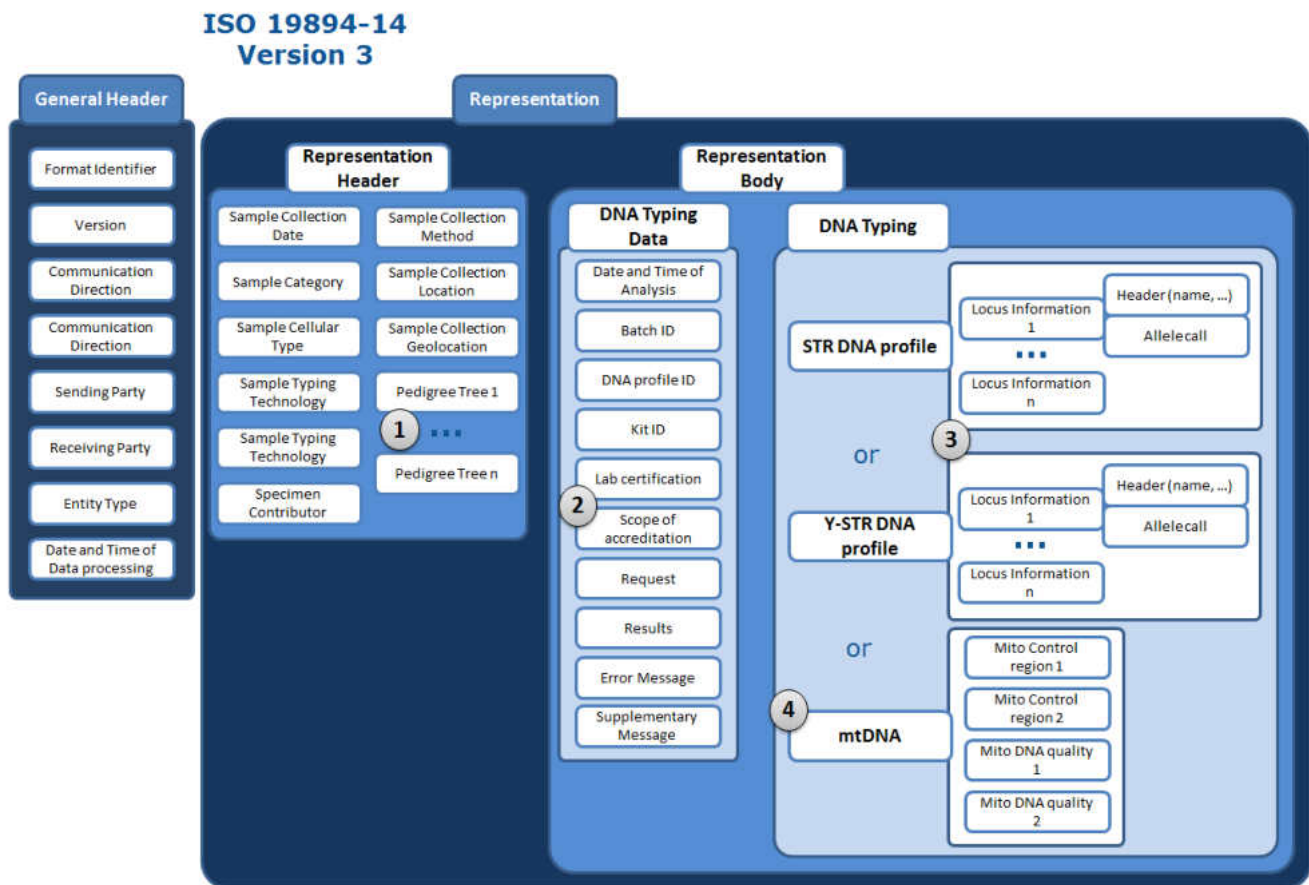 ISO 19894-14
Version 3
General Header
Format Identifier
Version
Communication
Direction
Communication
Direction
Sending Party
Receiving Party
Entity Type
Date and Time of
Data processing
Representation
Representation
Header
Sample Collection
Date
Sample Category
Sample Cellular
Type
Sample Typing
Technology
Sample Typing
Technology
Specimen
Contributor
Sample Collection
Method
Sample Collection
Location
Sample Collection
Geolocation
Pedigree Tree 1
1 ...
Pedigree Tree n
Representation
Body
DNA Typing
Data
Date and Time of
Analysis
Batch ID
DNA profile ID
Kit ID
Lab certification
2
Scope of
accreditation
Request
Results
Error Message
Supplementary
Message
DNA Typing
STR DNA profile
Locus Information
1
...
Locus Information
n
Header (name, ...)
Allele call
3
or
Y-STR DNA
profile
Locus Information
1
...
Locus Information
n
Header (name, ...)
Allele call
or
4
mtDNA
Mito Control
region 1
Mito Control
region 2
Mito DNA quality
1
Mito DNA quality
2